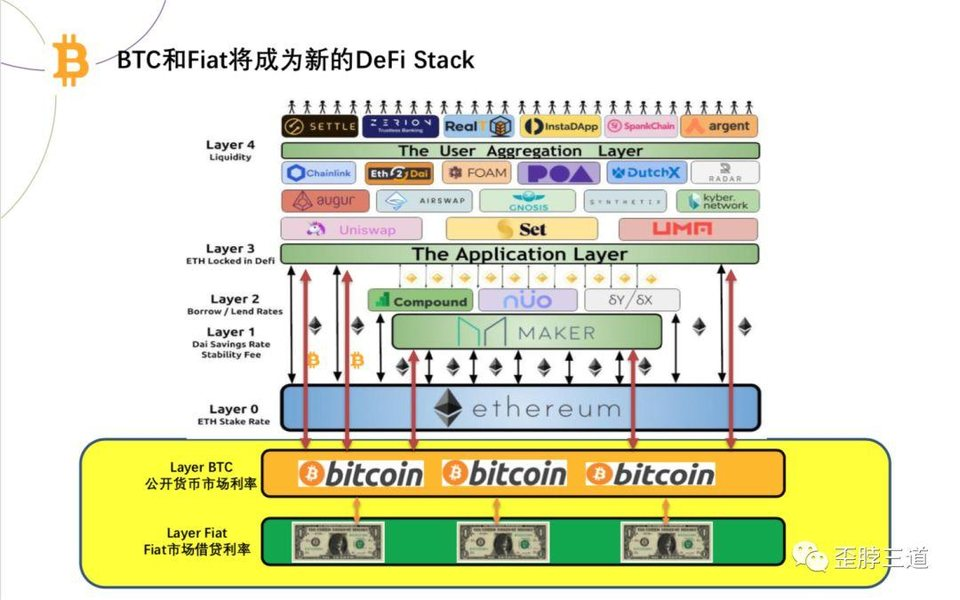 BTC和Fiat将成为新的DeFi Stack
SETTLE
ZERION
Trustless Banking
RealT
InstaDApp
SpankChain
argent
Layer 4
Liquidity
The User Aggregation Layer
Chainlink
Eth2Dai
FOAM
POA
DutchX
RADAR
augur
AIRSWAP
GNOSIS
SYNTHETIX
kyber.
network
Uniswap
Set
UMA
Layer 3
ETH Locked in Defi
The Application Layer
Layer 2
Borrow / Lend Rates
Compound
nüo
δY/δX
Layer 1
Dai Savings Rate
Stability Fee
MAKER
Layer 0
ETH Stake Rate
ethereum
Layer BTC
公开货币市场利率
bitcoin
bitcoin
bitcoin
Layer Fiat
Fiat市场借贷利率
歪脖三道